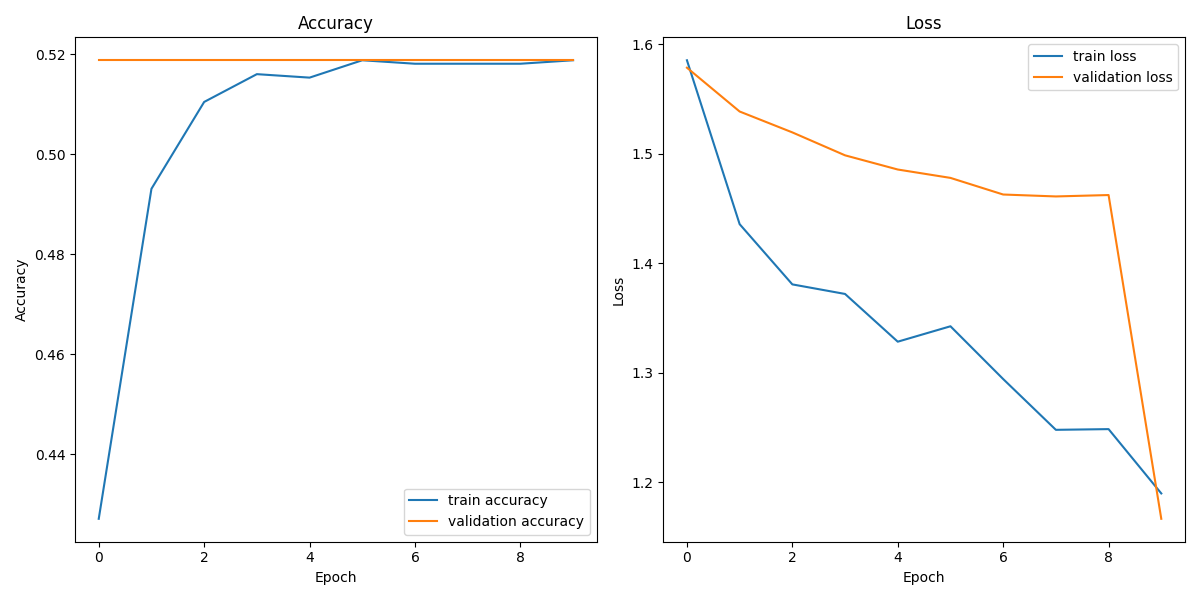 Accuracy
0.52
0.50
0.48
0.46
0.44
Accuracy
train accuracy
validation accuracy
0 2 4 6 8
Epoch
Loss
1.6
1.5
1.4
1.3
1.2
Loss
train loss
validation loss
0 2 4 6 8
Epoch